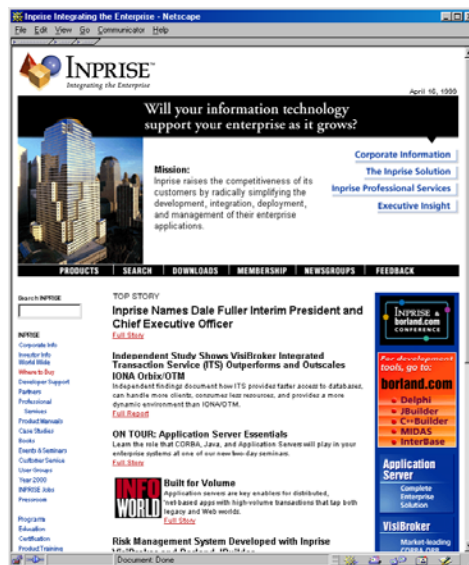 Inprise Integrating the Enterprise - Netscape
File Edit View Go Communicator Help
INPRISE™
Integrating the Enterprise
April 16, 1999
Will your information technology
support your enterprise as it grows?
Corporate Information
The Inprise Solution
Inprise Professional Services
Executive Insight
Mission:
Inprise raises the competitiveness of its
customers by radically simplifying the
development, integration, deployment,
and management of their enterprise
applications.
PRODUCTS | SEARCH | DOWNLOADS | MEMBERSHIP | NEWSGROUPS | FEEDBACK
Search INPRISE
INPRISE
Corporate Info
Investor Info
World Wide
Where to Buy
Developer Support
Partners
Professional
Services
Product Manuals
Case Studies
Books
Events & Seminars
Customer Service
User Groups
Year 2000
INPRISE Jobs
Pressroom
Programs
Education
Certification
Product Training
TOP STORY
Inprise Names Dale Fuller Interim President and
Chief Executive Officer
Full Story
Independent Study Shows VisiBroker Integrated
Transaction Service (ITS) Outperforms and Outscales
IONA Orbix/OTM
Independent findings document how ITS provides faster access to databases,
can handle more clients, consumes less resources, and provides a more
dynamic environment than IONA/OTM.
Full Report
ON TOUR: Application Server Essentials
Learn the role that CORBA, Java, and Application Servers will play in your
enterprise systems at one of our new two-day seminars.
Full Story
INFO
WORLD
Built for Volume
Application servers are key enablers for distributed,
'net-based apps with high-volume transactions that tap both
legacy and Web worlds.
Full Story
Risk Management System Developed with Inprise
VisiBroker and Borland JBuilder
INPRISE &
borland.com
CONFERENCE
For development
tools, go to:
borland.com
Delphi
JBuilder
C++Builder
MIDAS
InterBase
Application
Server
Complete
Enterprise
Solution
VisiBroker
Market-leading
CORBA ORB
Document: Done